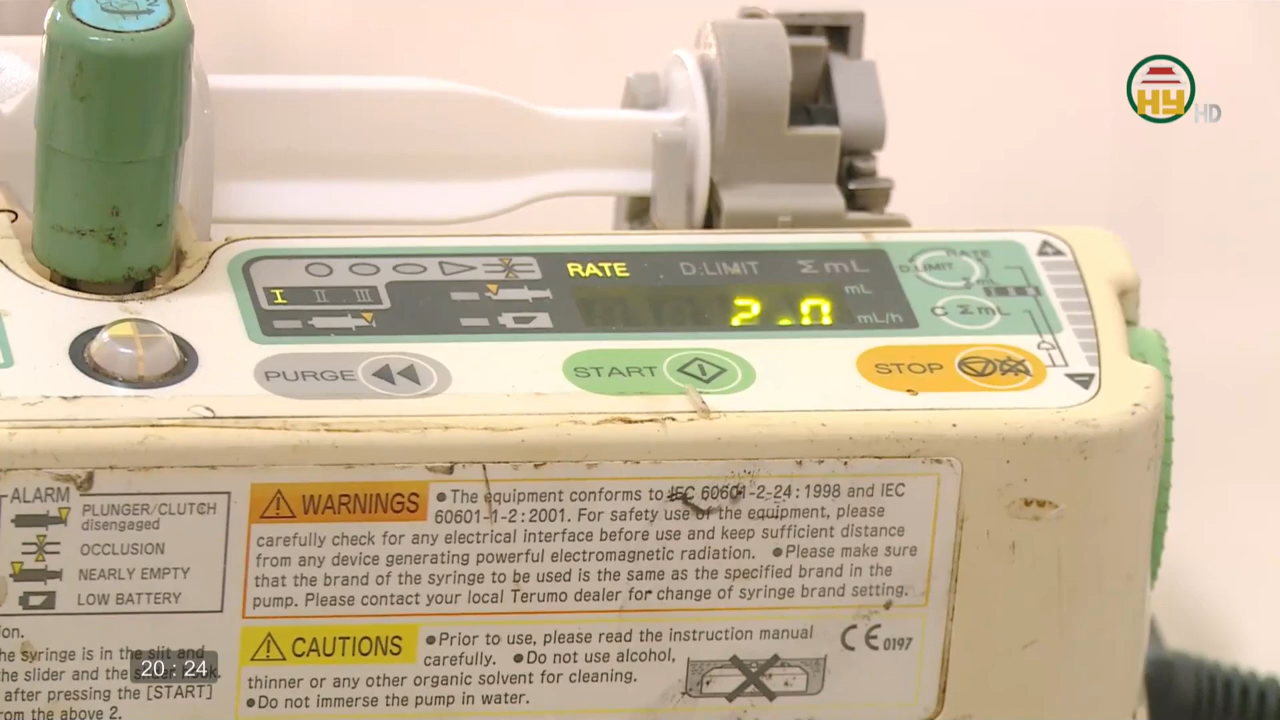 HY HD
RATE D.LIMIT ΣmL
RATE
D.LIMIT
ΣmL
mL
I II III
2.0 mL/h
C ΣmL
PURGE START STOP
ALARM
PLUNGER/CLUTCH
disengaged
OCCLUSION
NEARLY EMPTY
LOW BATTERY
WARNINGS
●The equipment conforms to IEC 60601-2-24:1998 and IEC
60601-1-2:2001. For safety use of the equipment, please
carefully check for any electrical interface before use and keep sufficient distance
from any device generating powerful electromagnetic radiation. ●Please make sure
that the brand of the syringe to be used is the same as the specified brand in the
pump. Please contact your local Terumo dealer for change of syringe brand setting.
ion.
he syringe is in the slit and
he slider and the
after pressing the [START]
rom the above 2.
20 : 24
CAUTIONS
●Prior to use, please read the instruction manual
carefully. ●Do not use alcohol,
thinner or any other organic solvent for cleaning.
●Do not immerse the pump in water.
CE 0197